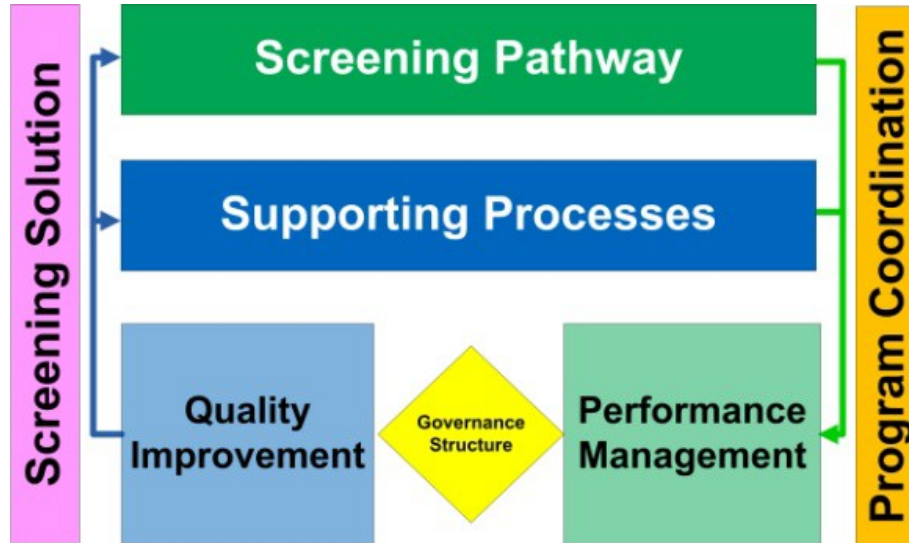 Screening Solution
Screening Pathway
Supporting Processes
Quality
Improvement
Governance
Structure
Performance
Management
Program Coordination